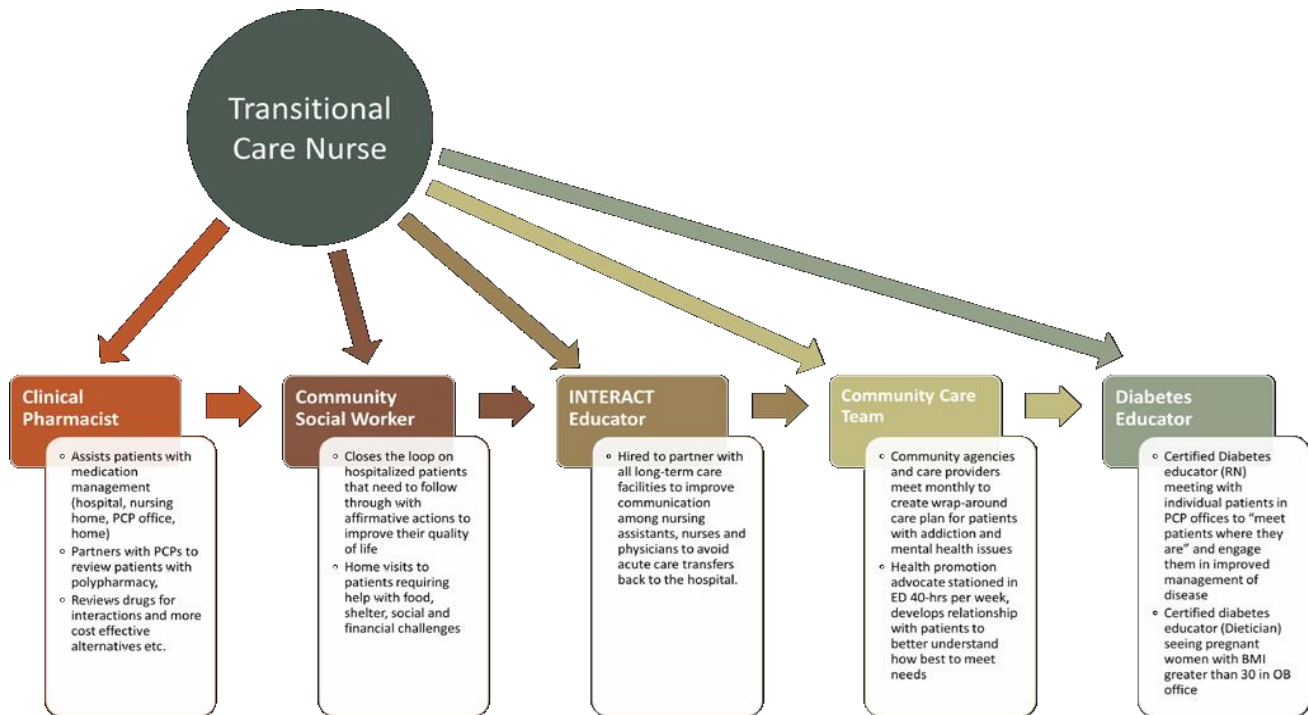 Transitional
Care Nurse
Clinical
Pharmacist
◦ Assists patients with
medication
management
(hospital, nursing
home, PCP office,
home)
◦ Partners with PCPs to
review patients with
polypharmacy,
◦ Reviews drugs for
interactions and more
cost effective
alternatives etc.
Community
Social Worker
◦ Closes the loop on
hospitalized patients
that need to follow
through with
affirmative actions to
improve their quality
of life
◦ Home visits to
patients requiring
help with food,
shelter, social and
financial challenges
INTERACT
Educator
◦ Hired to partner with
all long-term care
facilities to improve
communication
among nursing
assistants, nurses and
physicians to avoid
acute care transfers
back to the hospital.
Community Care
Team
◦ Community agencies
and care providers
meet monthly to
create wrap-around
care plan for patients
with addiction and
mental health issues
◦ Health promotion
advocate stationed in
ED 40-hrs per week,
develops relationship
with patients to
better understand
how best to meet
needs
Diabetes
Educator
◦ Certified Diabetes
educator (RN)
meeting with
individual patients in
PCP offices to “meet
patients where they
are” and engage
them in improved
management of
disease
◦ Certified diabetes
educator (Dietician)
seeing pregnant
women with BMI
greater than 30 in OB
office